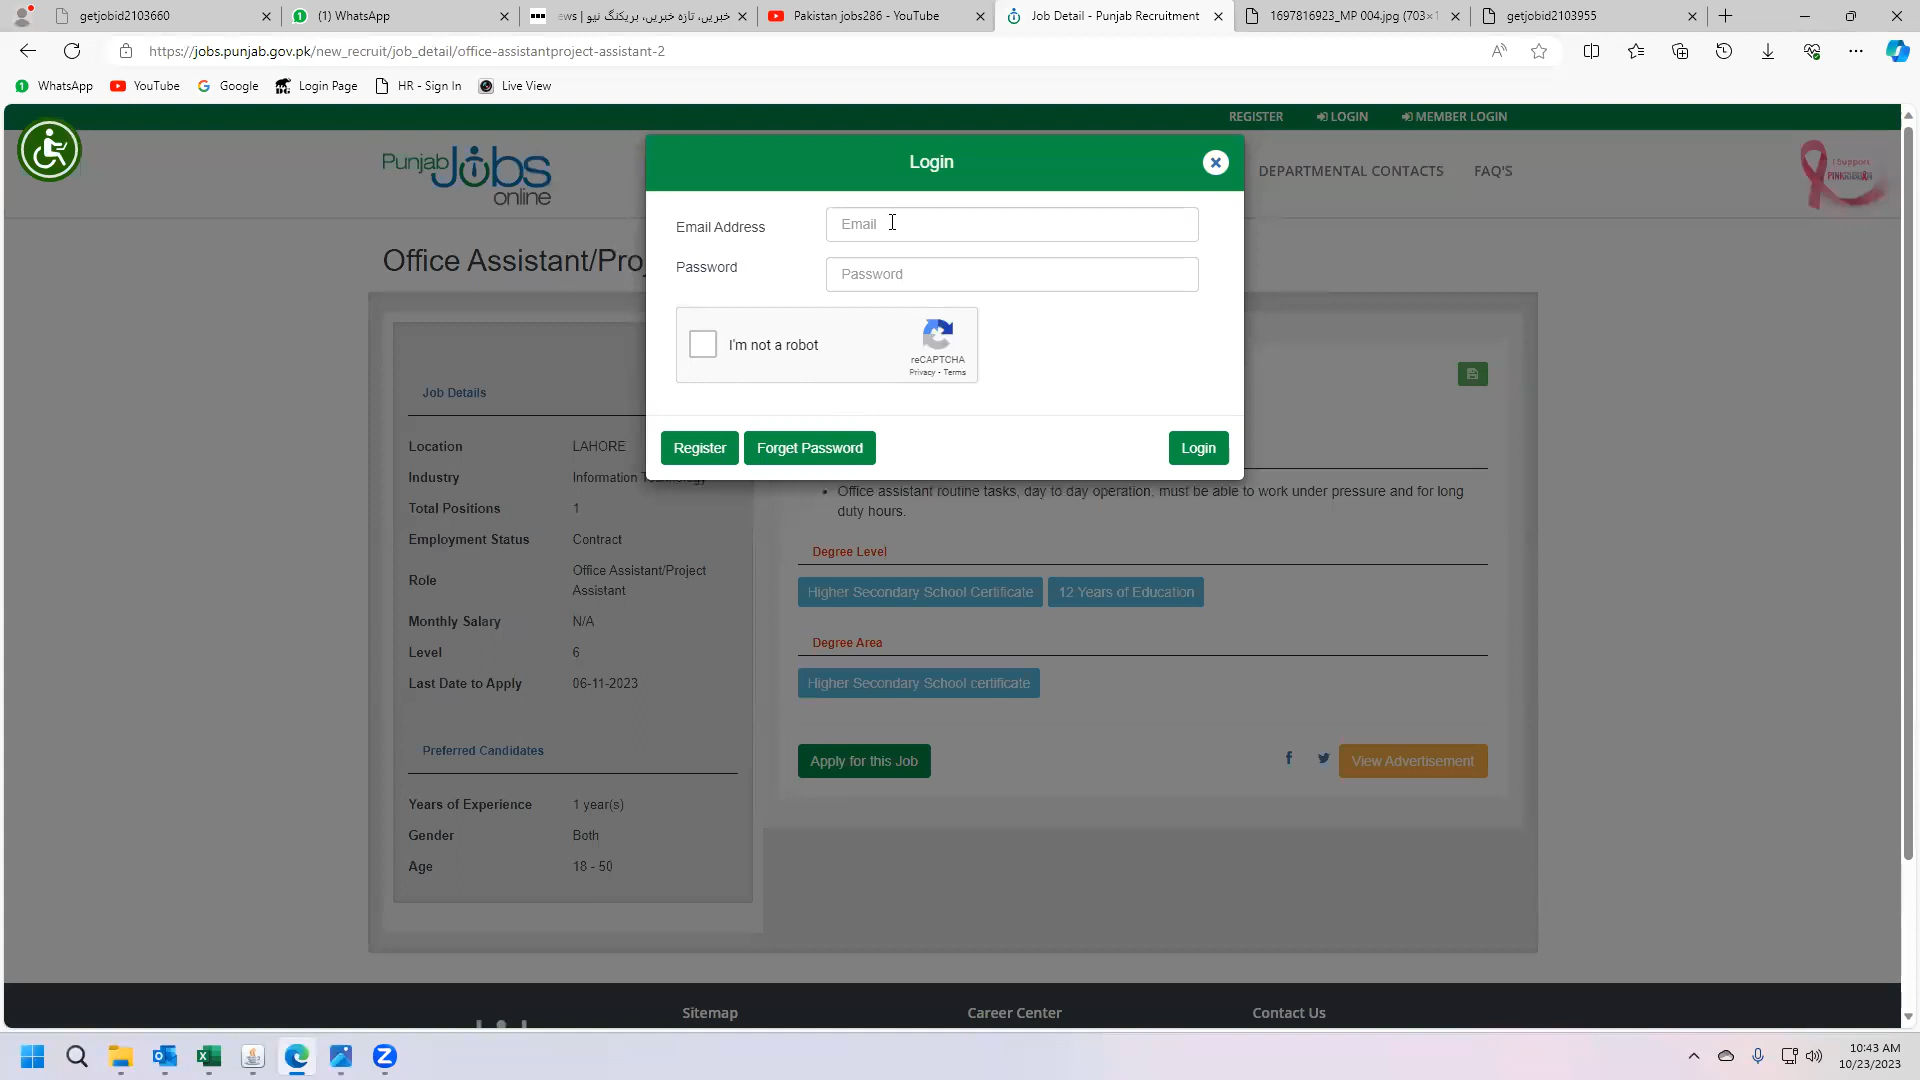 getjobid2103660
(1) WhatsApp
خبریں، تازہ خبریں، بریکنگ نیو | ews
Pakistan jobs286 - YouTube
Job Detail - Punjab Recruitment
1697816923_MP 004.jpg (703×1
getjobid2103955
https://jobs.punjab.gov.pk/new_recruit/job_detail/office-assistantproject-assistant-2
WhatsApp
YouTube
Google
Login Page
HR - Sign In
Live View
REGISTER
LOGIN
MEMBER LOGIN
Punjab Jobs online
DEPARTMENTAL CONTACTS
FAQ'S
I Support
Login
Email Address
Email
Password
Password
I'm not a robot
reCAPTCHA
Privacy - Terms
Register
Forget Password
Login
Office Assistant/Pro
Job Details
Location
LAHORE
Industry
Information Technology
Total Positions
1
Employment Status
Contract
Role
Office Assistant/Project
Assistant
Monthly Salary
N/A
Level
6
Last Date to Apply
06-11-2023
Preferred Candidates
Years of Experience
1 year(s)
Gender
Both
Age
18 - 50
Office assistant routine tasks, day to day operation, must be able to work under pressure and for long
duty hours.
Degree Level
Higher Secondary School Certificate
12 Years of Education
Degree Area
Higher Secondary School certificate
Apply for this Job
View Advertisement
Sitemap
Career Center
Contact Us
10:43 AM
10/23/2023